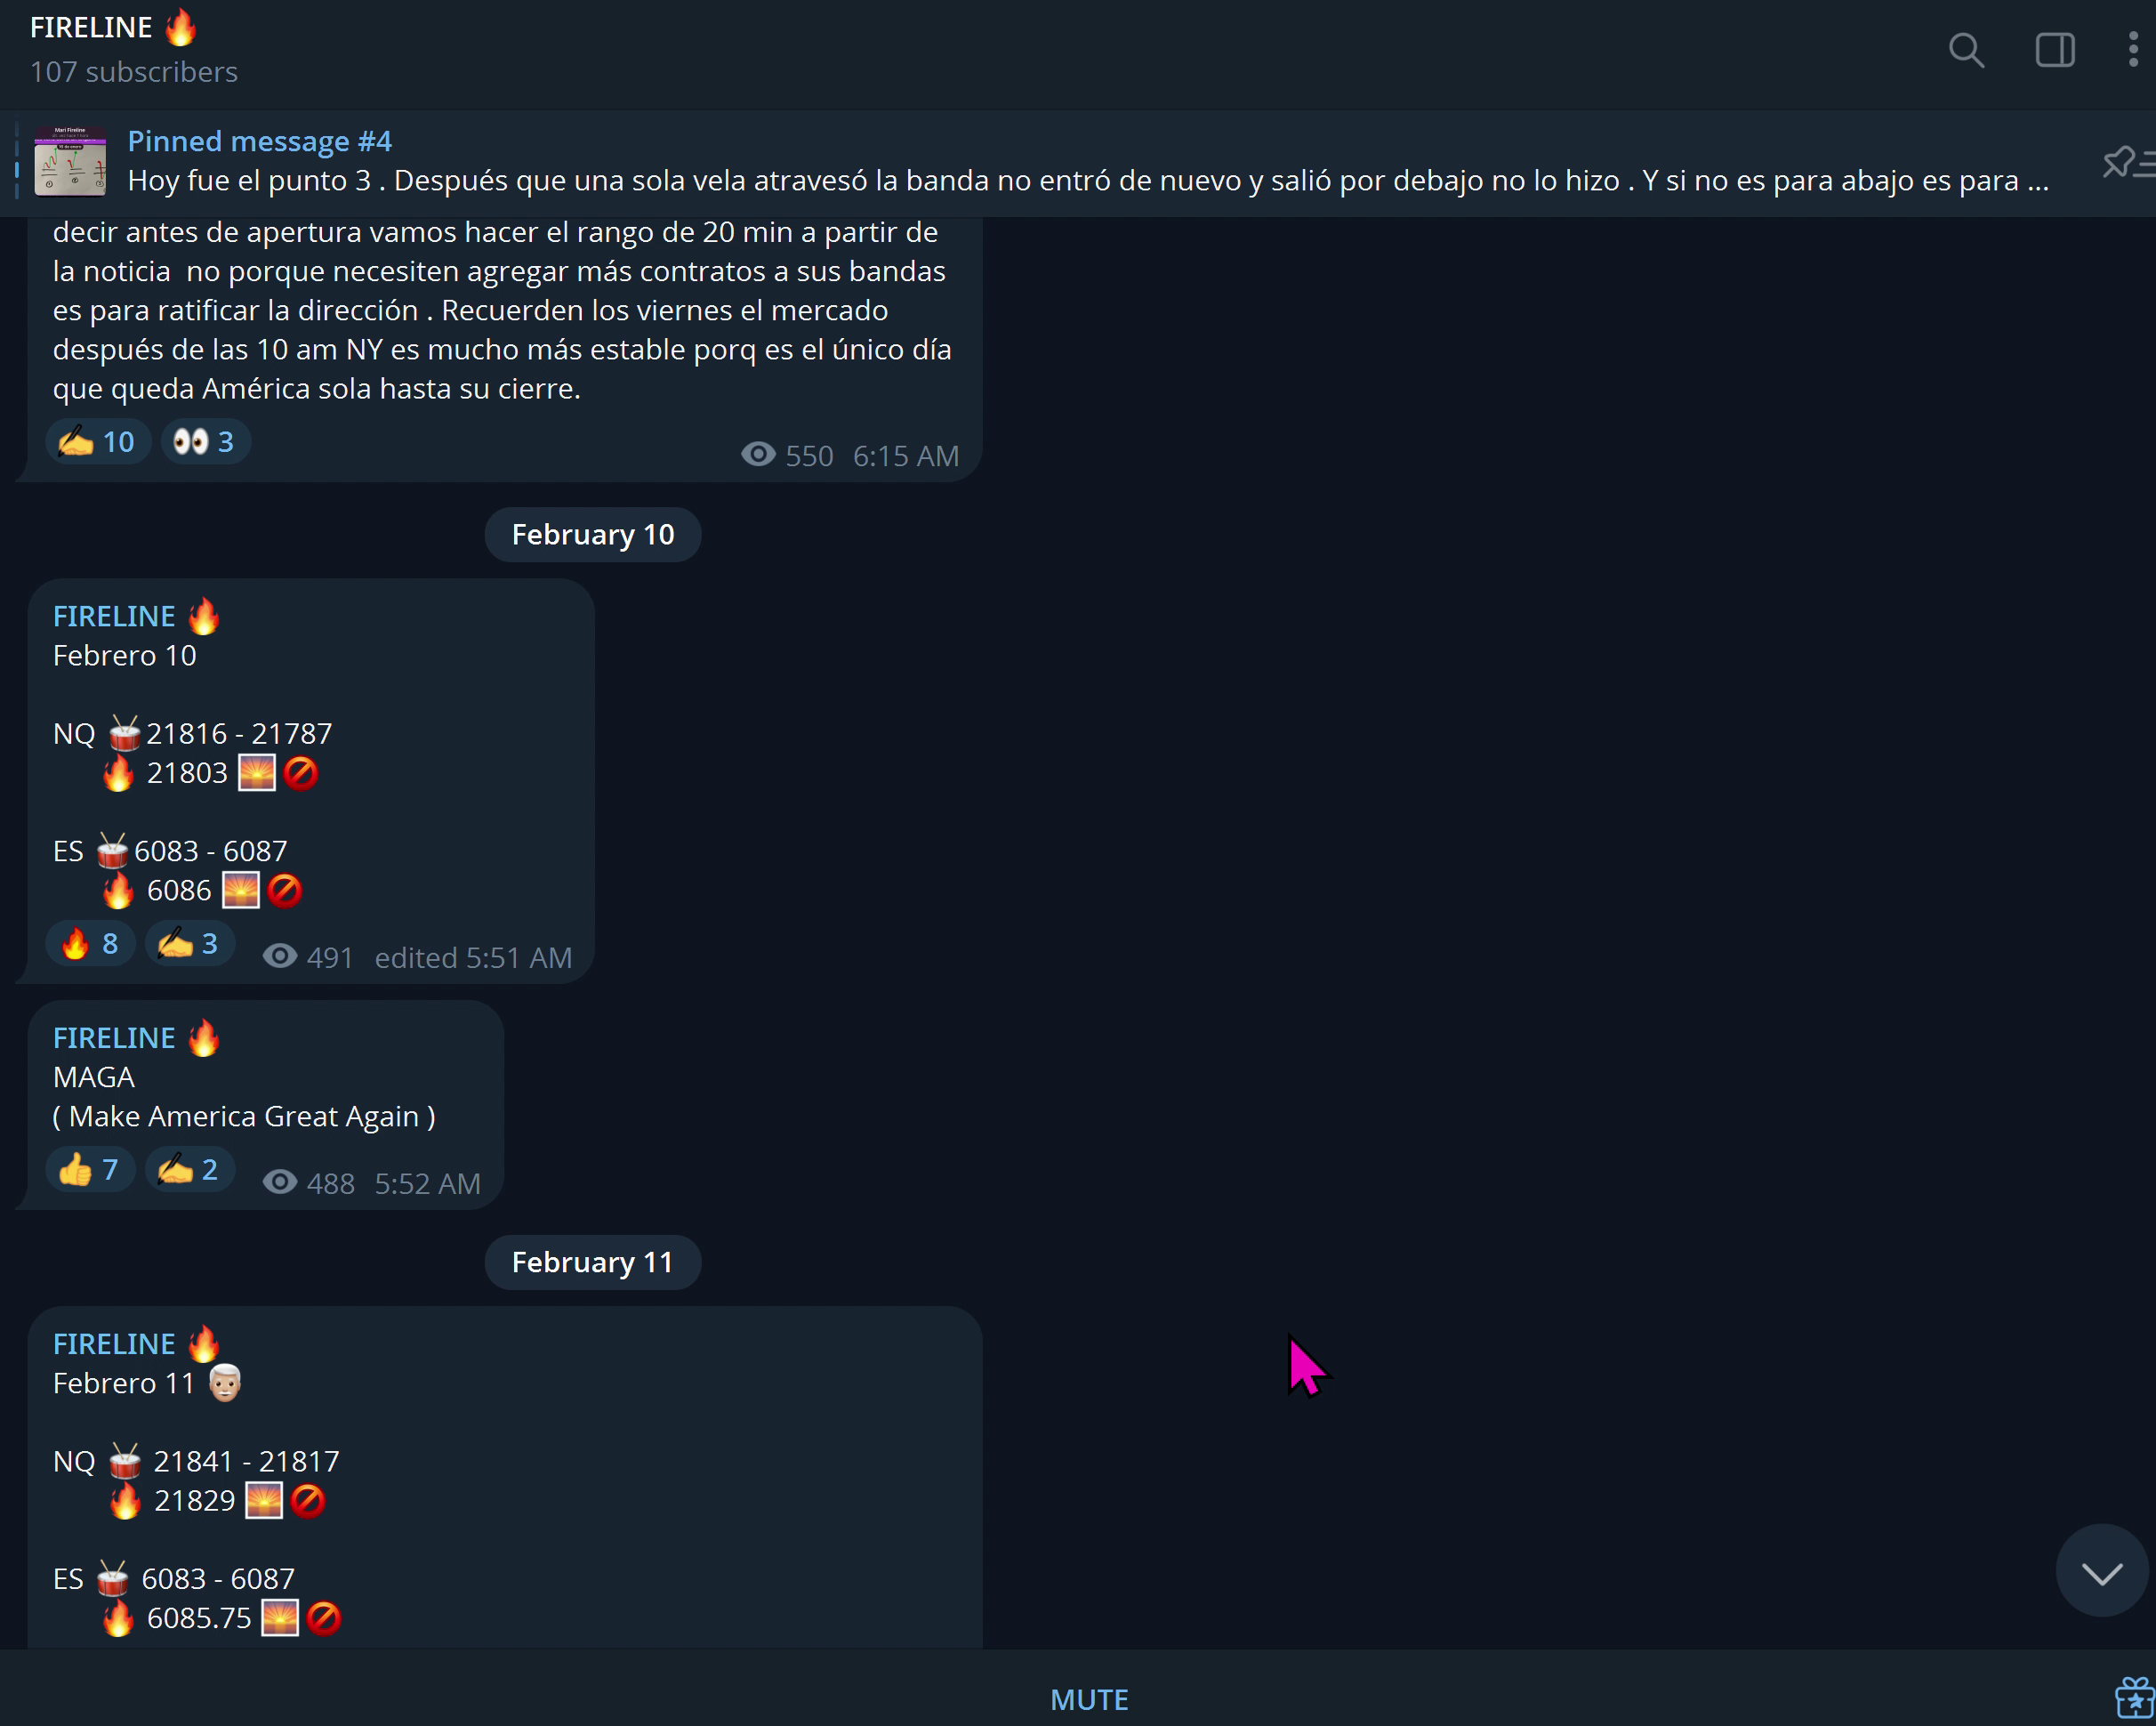 FIRELINE 🔥
107 subscribers
Pinned message #4
Hoy fue el punto 3 . Después que una sola vela atravesó la banda no entró de nuevo y salió por debajo no lo hizo . Y si no es para abajo es para ...
decir antes de apertura vamos hacer el rango de 20 min a partir de
la noticia  no porque necesiten agregar más contratos a sus bandas
es para ratificar la dirección . Recuerden los viernes el mercado
después de las 10 am NY es mucho más estable porq es el único día
que queda América sola hasta su cierre.
✍️ 10 👀 3 550 6:15 AM
February 10
FIRELINE 🔥
Febrero 10
NQ 🥁21816 - 21787
🔥 21803 🌅🚫
ES 🥁6083 - 6087
🔥 6086 🌅🚫
🔥 8 ✍️ 3 491 edited 5:51 AM
FIRELINE 🔥
MAGA
( Make America Great Again )
👍 7 ✍️ 2 488 5:52 AM
February 11
FIRELINE 🔥
Febrero 11 👨🏼‍🦳
NQ 🥁 21841 - 21817
🔥 21829 🌅🚫
ES 🥁 6083 - 6087
🔥 6085.75 🌅🚫
MUTE